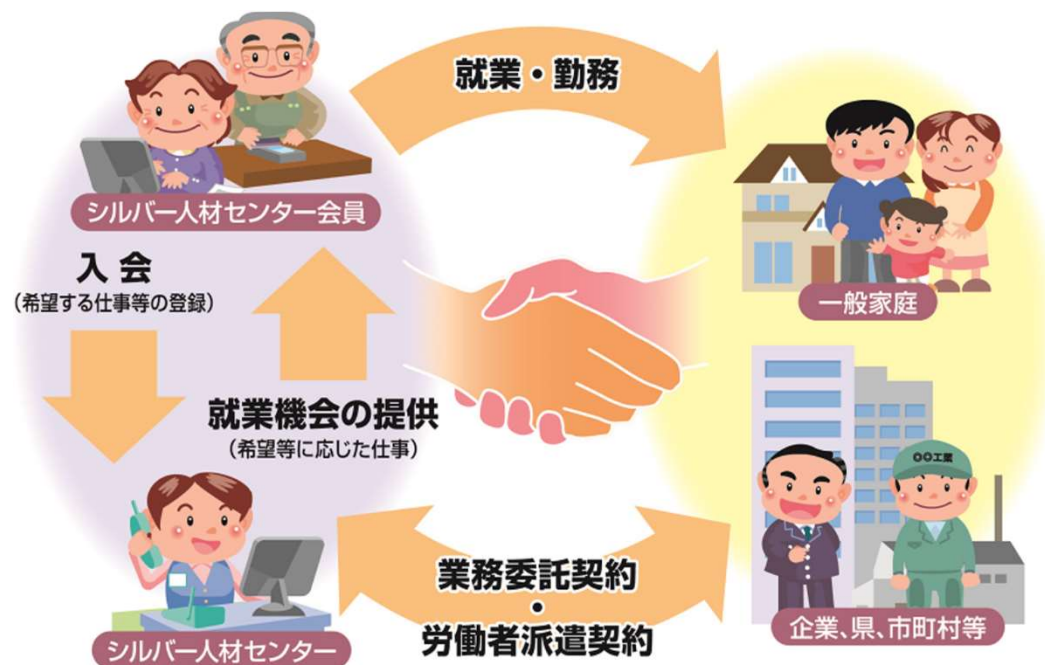 就業・勤務
シルバー人材センター会員
入会
(希望する仕事等の登録)
一般家庭
就業機会の提供
(希望等に応じた仕事)
〇〇工業
業務委託契約
・
労働者派遣契約
企業、県、市町村等
シルバー人材センター